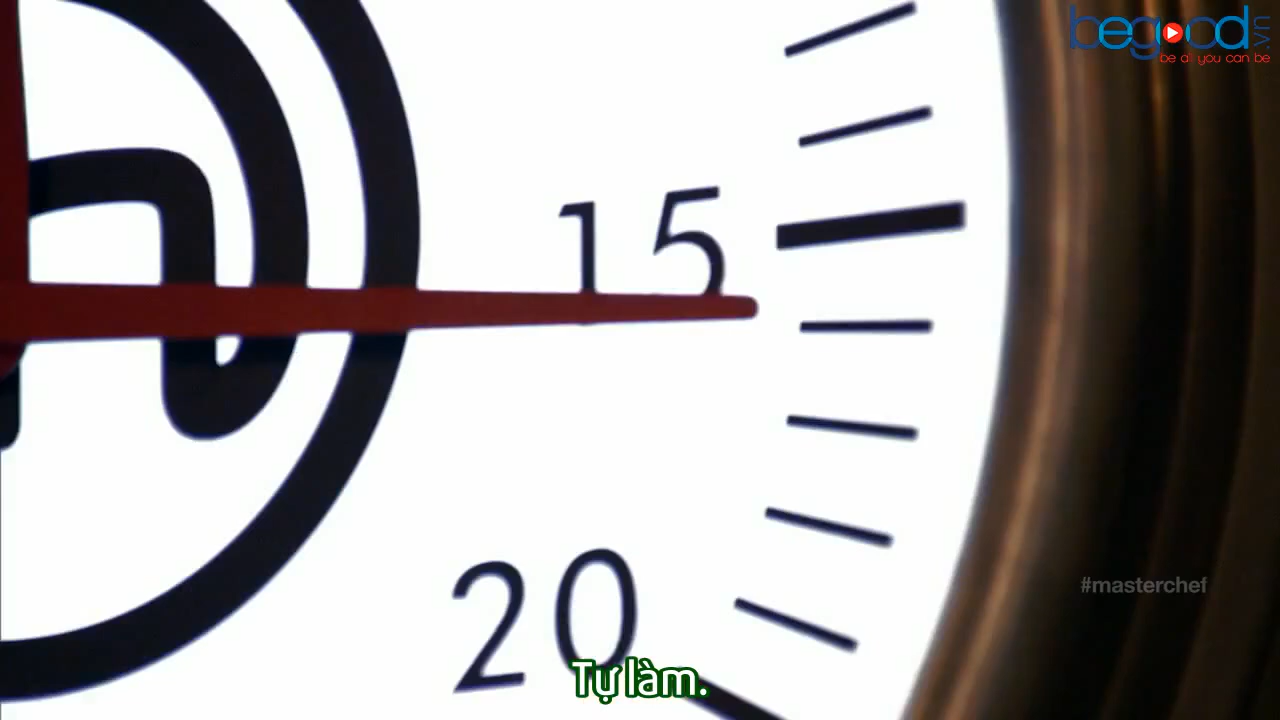 begood.vn
be all you can be
15
20
#masterchef
Tự làm.